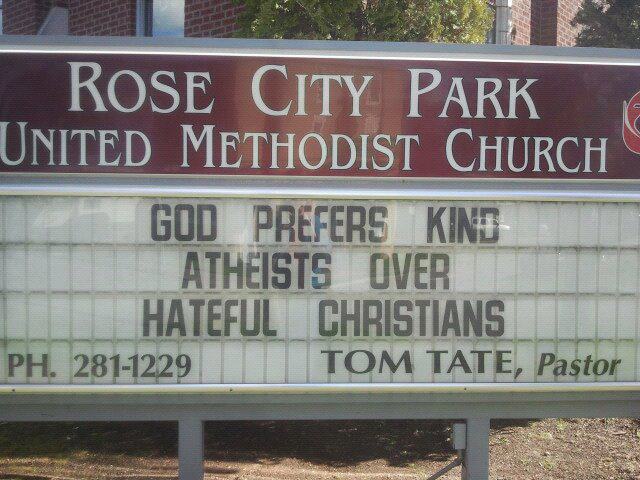 ROSE CITY PARK
UNITED METHODIST CHURCH
GOD PREFERS KIND
ATHEISTS OVER
HATEFUL CHRISTIANS
PH. 281-1229 TOM TATE, Pastor